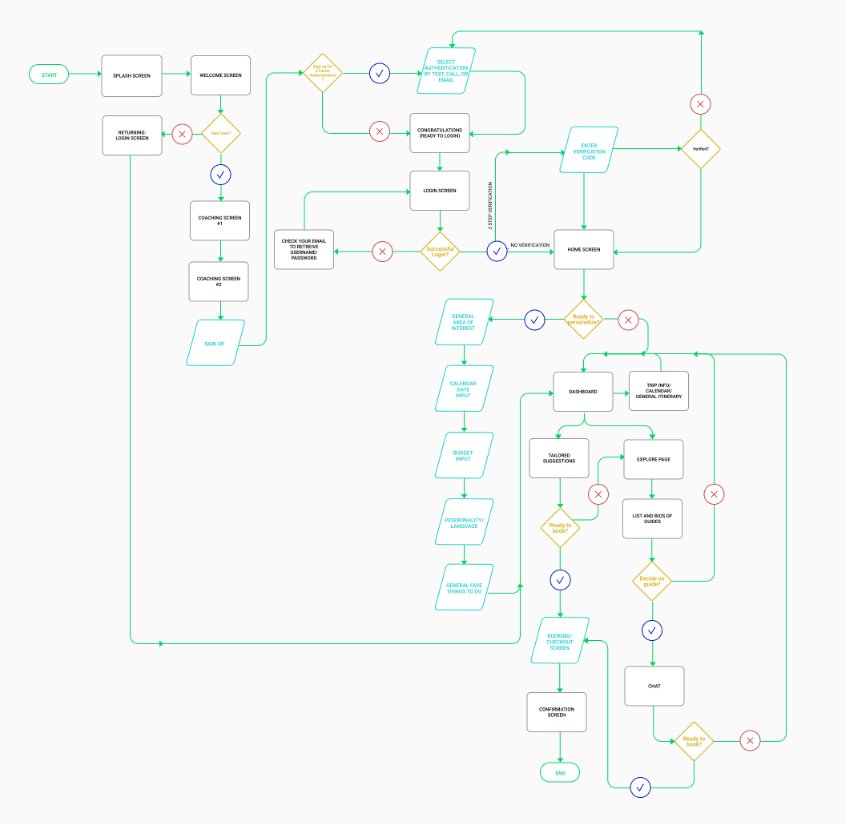 START
SPLASH SCREEN
WELCOME SCREEN
New User?
RETURNING:
LOGIN SCREEN
COACHING SCREEN
#1
COACHING SCREEN
#2
SIGN UP
Sign up for
2 Factor
Authentication
?
SELECT
AUTHENTICATION
BY TEXT, CALL, OR
EMAIL
CONGRATULATIONS
(READY TO LOGIN)
LOGIN SCREEN
CHECK YOUR EMAIL
TO RETREIVE
USERNAME/
PASSWORD
Successful
Login?
2 STEP VERIFICATION
NO VERIFICATION
ENTER
VERIFICATION
CODE
Verified?
HOME SCREEN
Ready to
personalize?
GENERAL
AREA OF
INTEREST
CALENDAR
DATE
INPUT
BUDGET
INPUT
LANGUAGE
GENERAL FAVE
THINGS TO DO
DASHBOARD
TRIP INFO/
CALENDAR/
GENERAL ITINERARY
TAILORED
SUGGESTIONS
EXPLORE PAGE
Ready to
book?
LIST AND BIOS OF
GUIDES
Decide on
guide?
BOOKING/
CHECKOUT
SCREEN
CHAT
CONFIRMATION
SCREEN
Ready to
book?
END